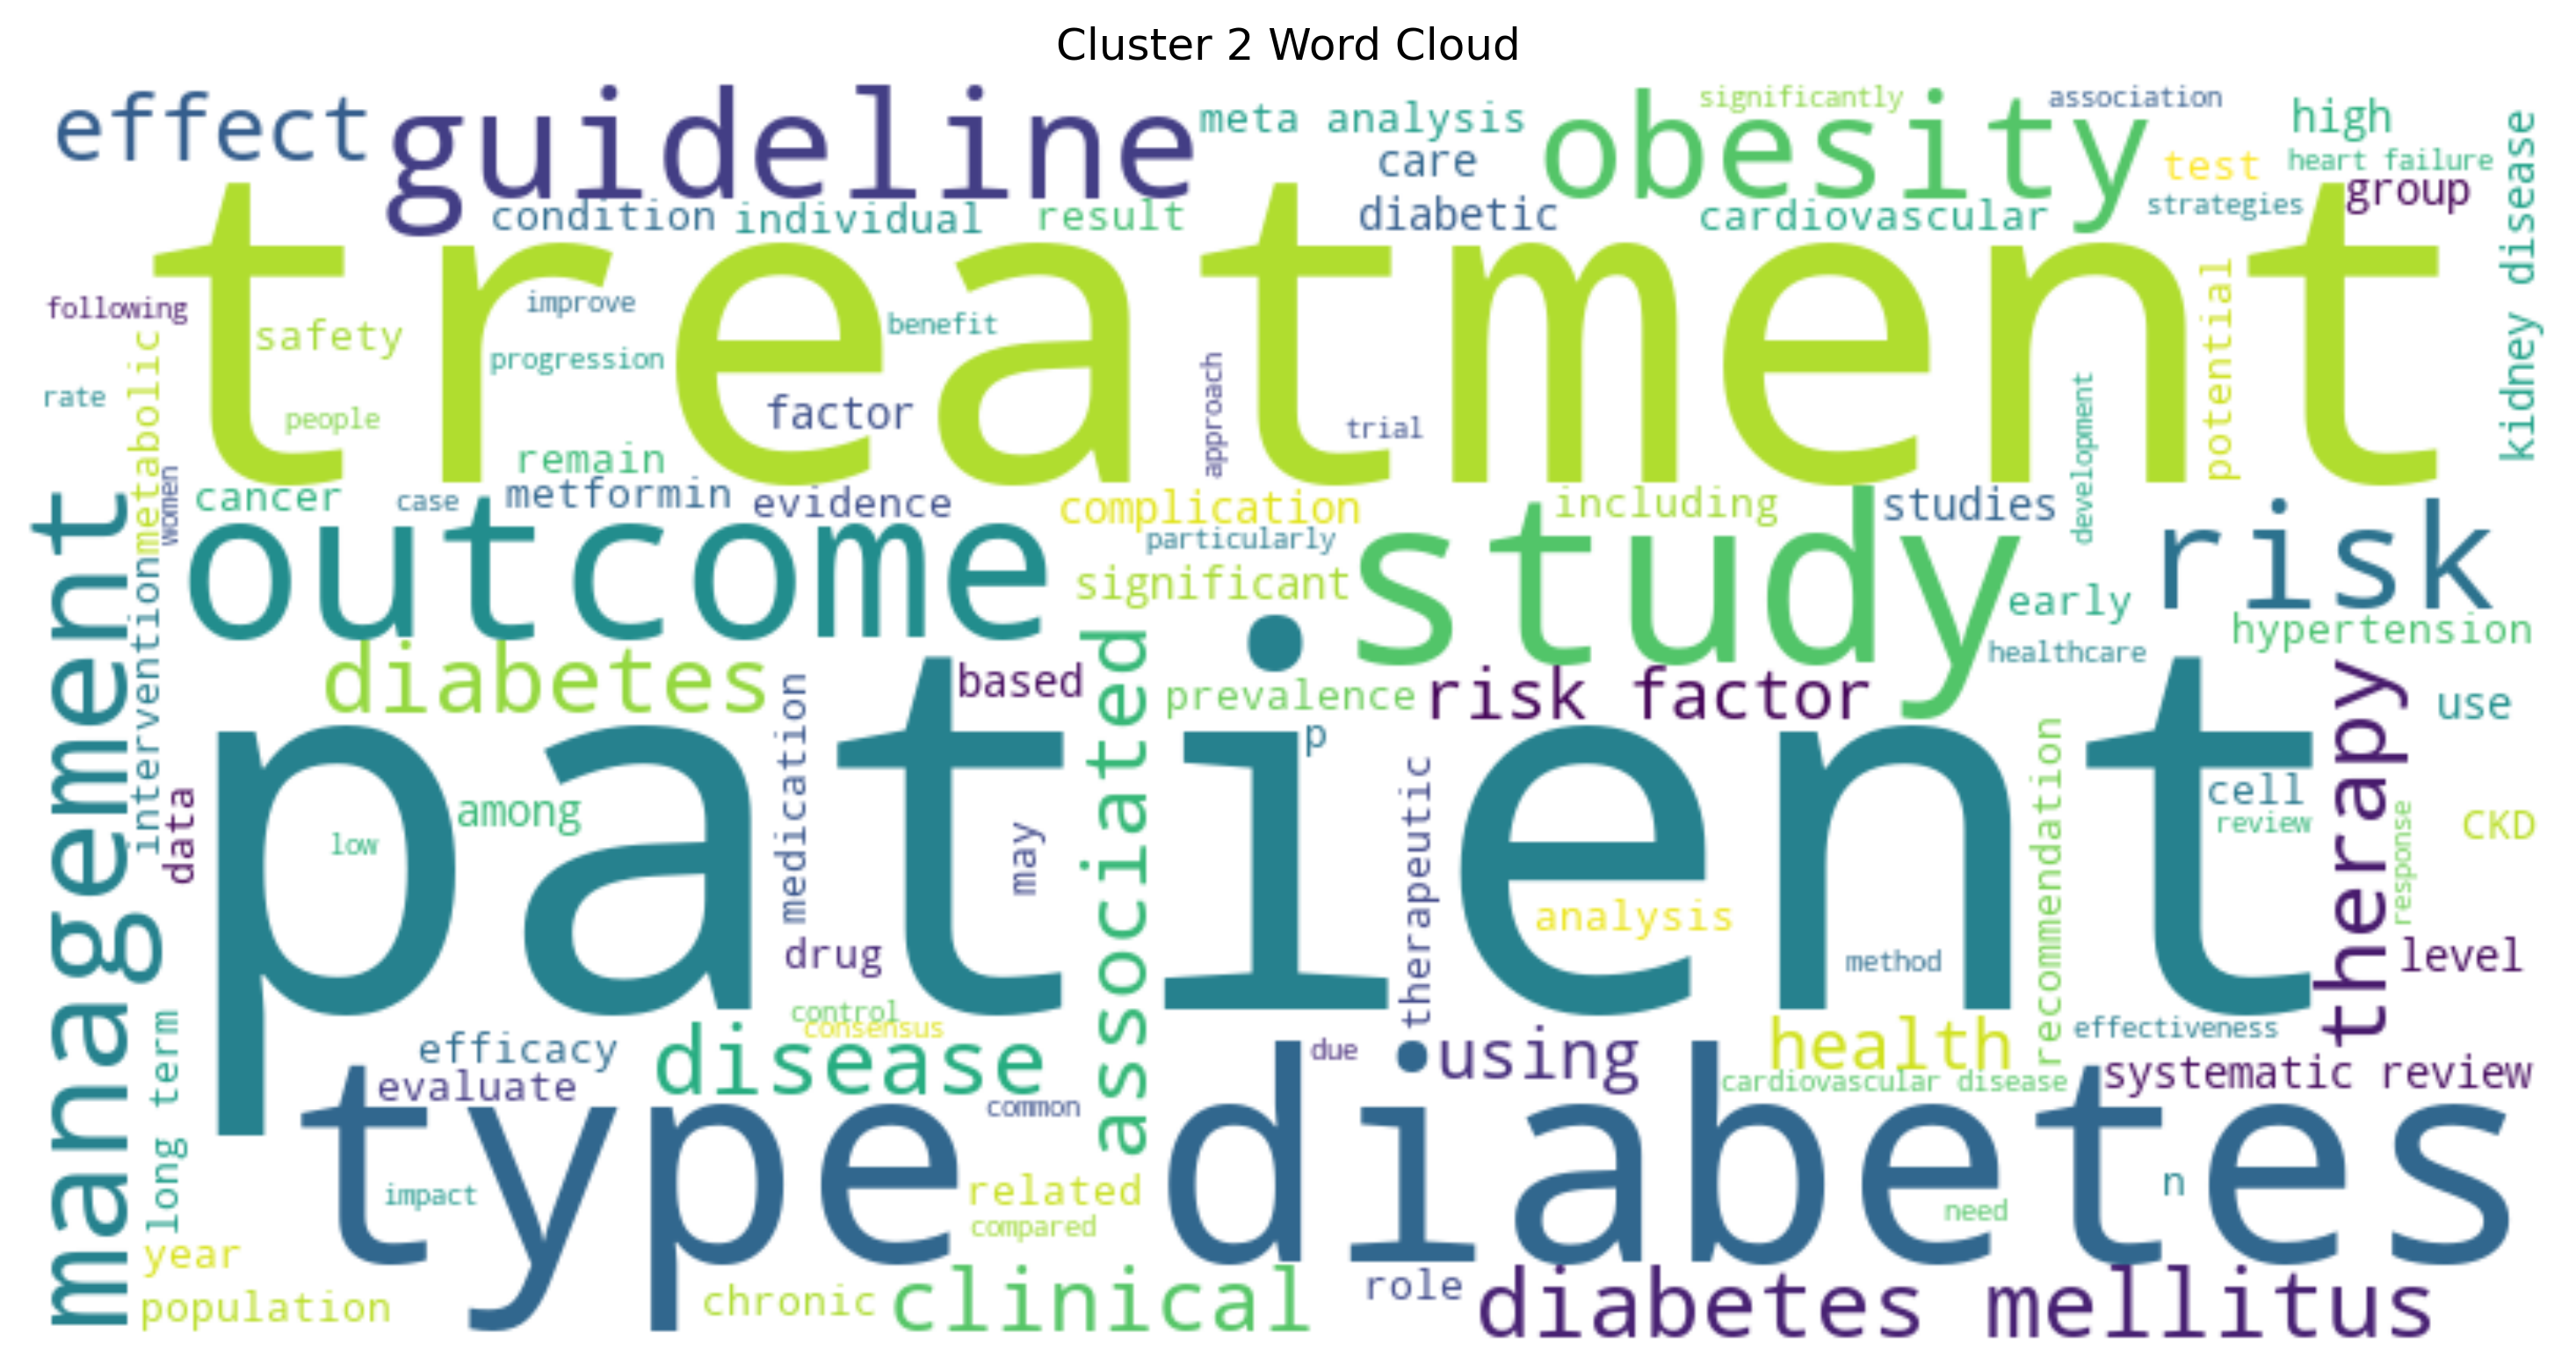 Cluster 2 Word Cloud
effect
guideline
meta analysis
care
obesity
significantly
association
high
test
heart failure
group
strategies
kidney disease
condition
individual
result
diabetic
cardiovascular
treatment
following
improve
safety
benefit
progression
rate
people
factor
approach
trial
development
potential
metabolic
women
remain
cancer
case
metformin
evidence
complication
including
studies
particularly
outcome
significant
study
risk
early
hypertension
healthcare
management
intervention
diabetes
based
associated
prevalence
risk factor
use
therapy
p
patient
data
low
among
medication
may
therapeutic
recommendation
cell
review
response
CKD
analysis
method
drug
level
control
consensus
efficacy
evaluate
disease
due
using
health
effectiveness
cardiovascular disease
systematic review
common
long term
type diabetes
impact
related
compared
need
n
year
population
chronic
clinical
role
diabetes mellitus